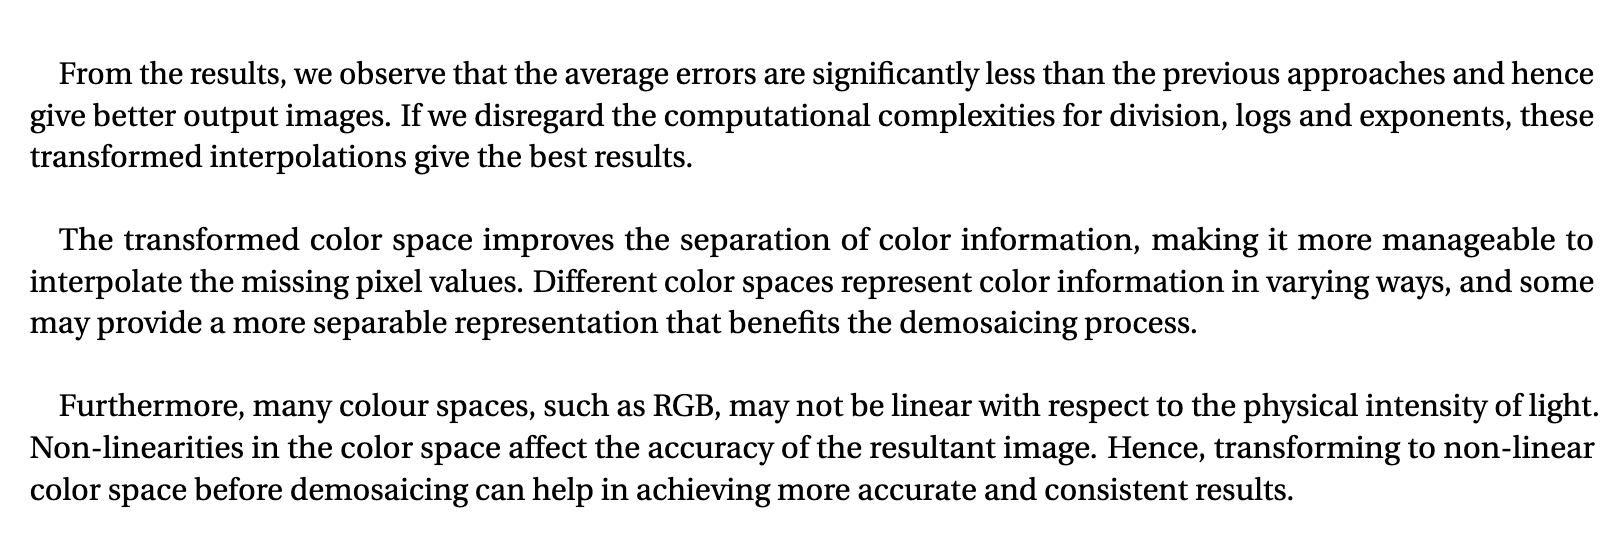 From the results, we observe that the average errors are significantly less than the previous approaches and hence
give better output images. If we disregard the computational complexities for division, logs and exponents, these
transformed interpolations give the best results.
The transformed color space improves the separation of color information, making it more manageable to
interpolate the missing pixel values. Different color spaces represent color information in varying ways, and some
may provide a more separable representation that benefits the demosaicing process.
Furthermore, many colour spaces, such as RGB, may not be linear with respect to the physical intensity of light.
Non-linearities in the color space affect the accuracy of the resultant image. Hence, transforming to non-linear
color space before demosaicing can help in achieving more accurate and consistent results.